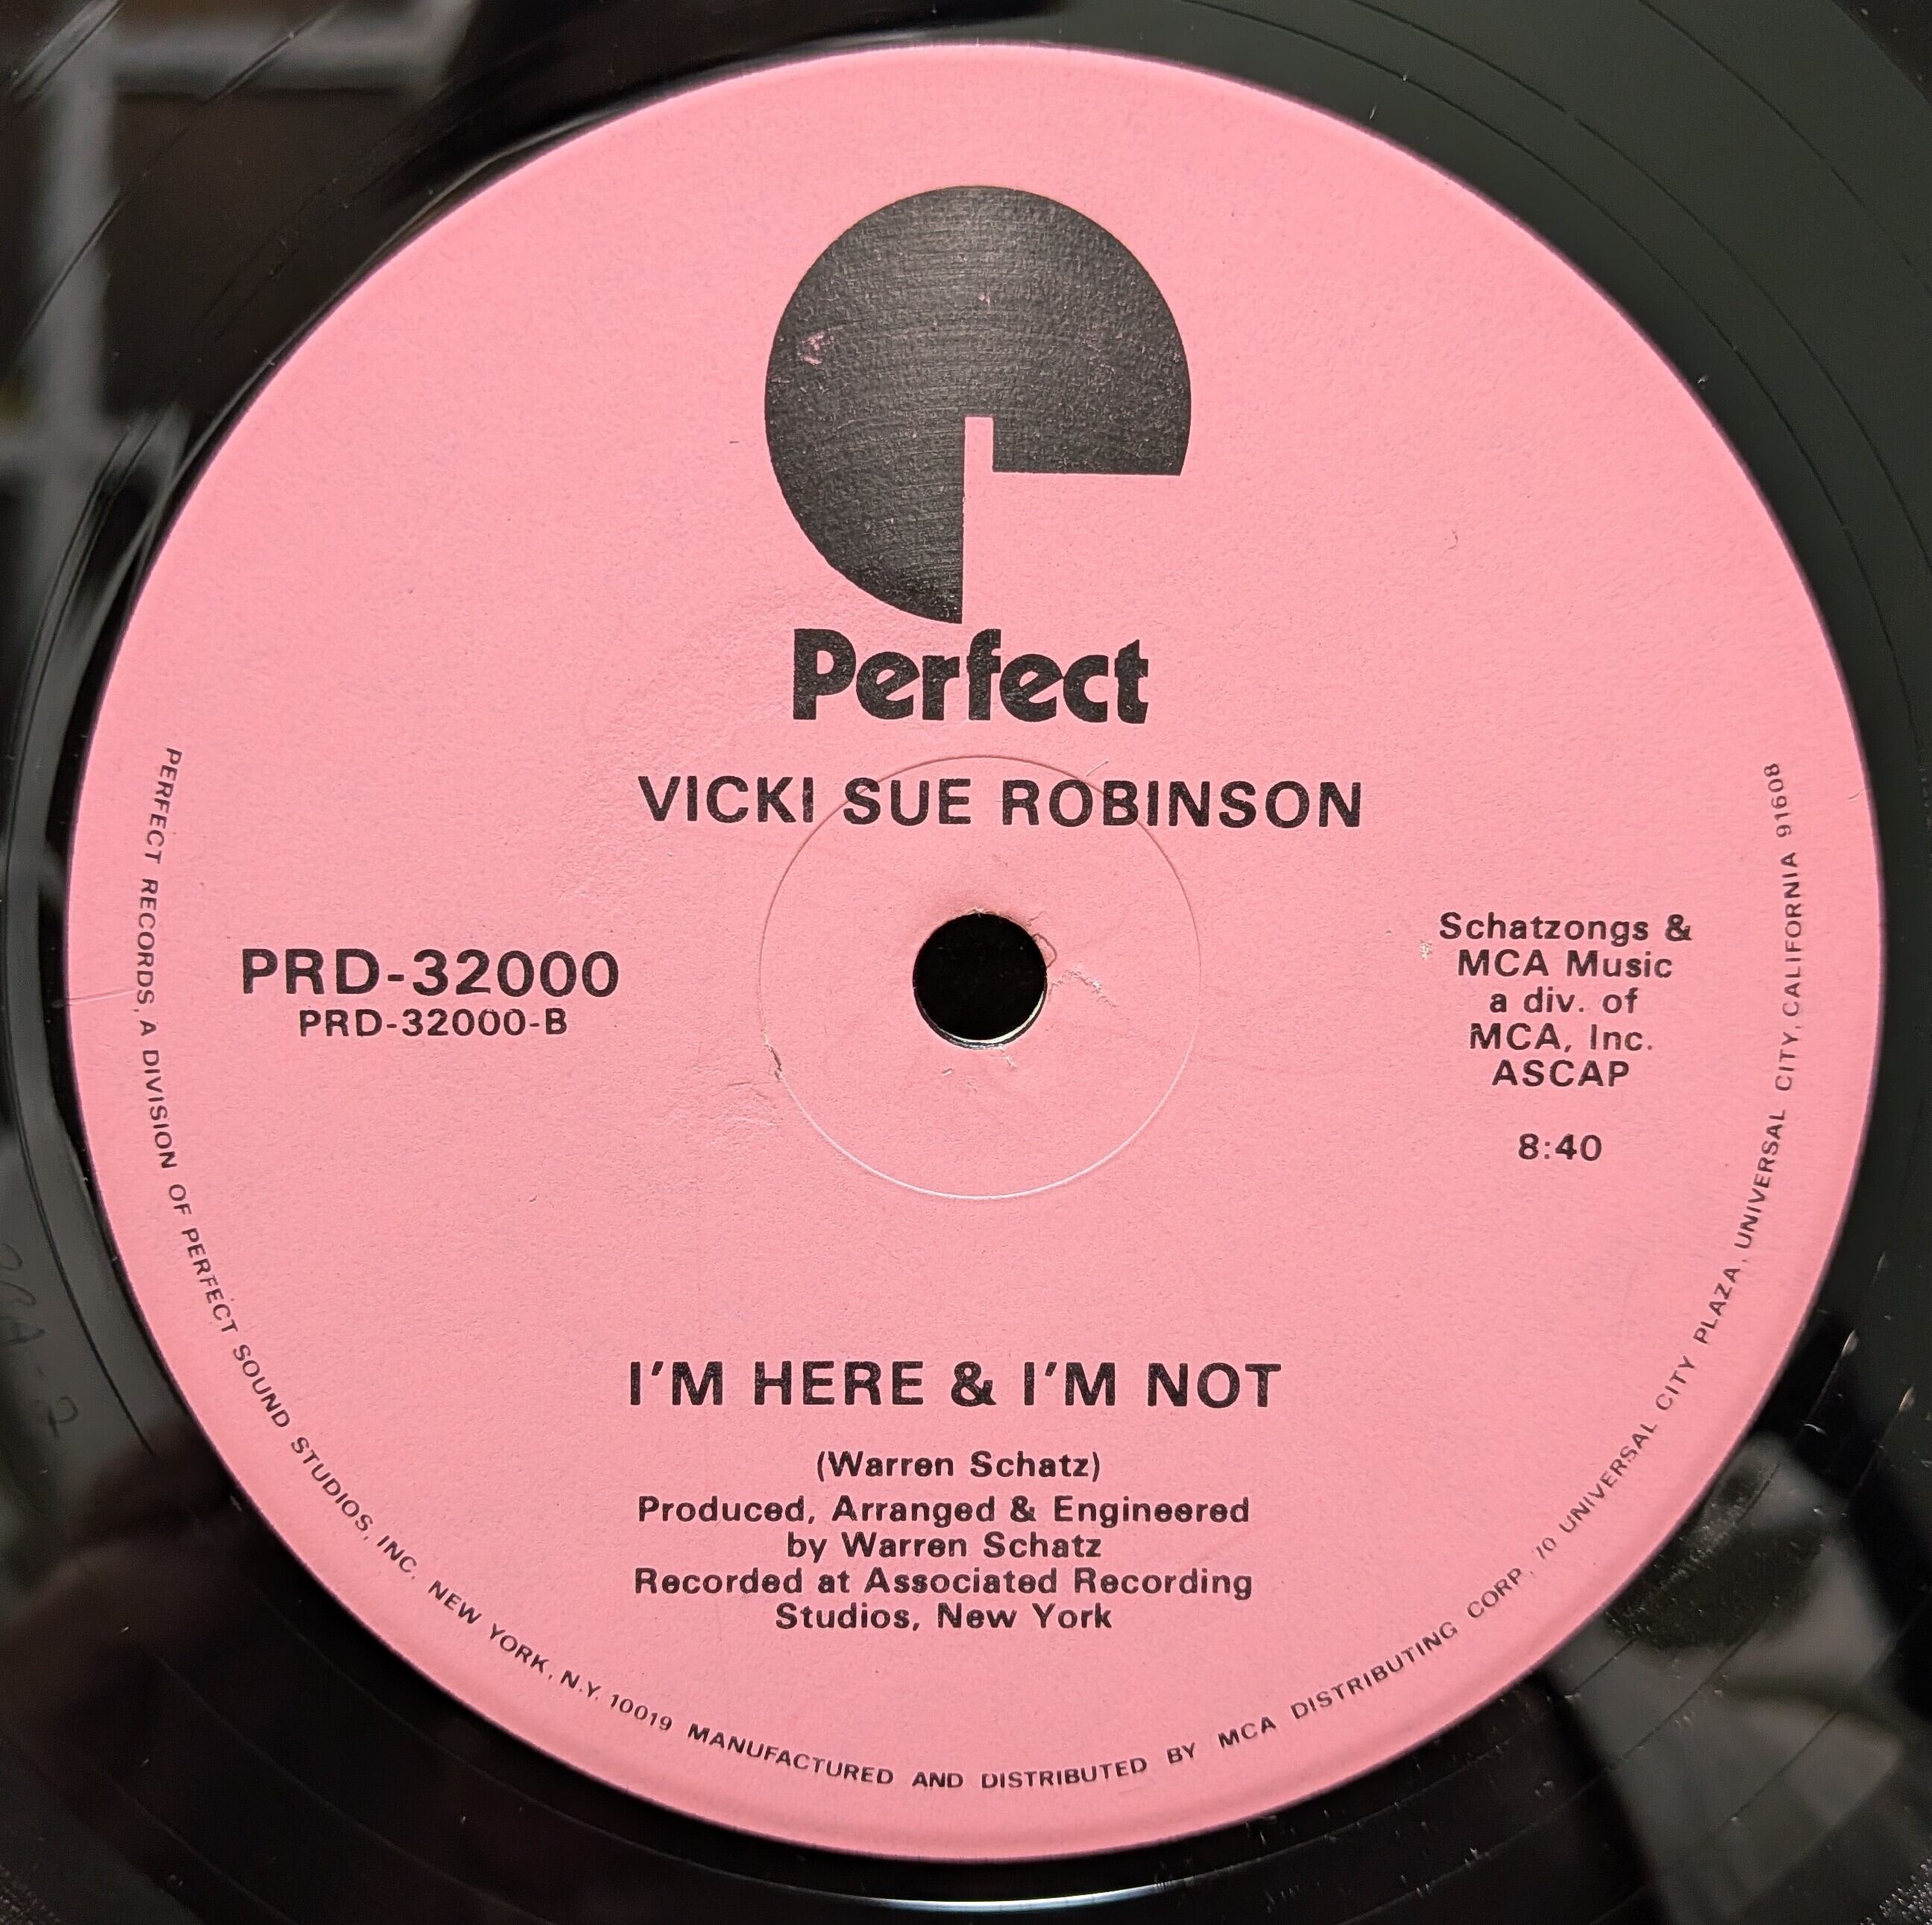 Perfect
VICKI SUE ROBINSON
PRD-32000
PRD-32000-B
Schatzongs &
MCA Music
a div. of
MCA, Inc.
ASCAP
8:40
I'M HERE & I'M NOT
(Warren Schatz)
Produced, Arranged & Engineered
by Warren Schatz
Recorded at Associated Recording
Studios, New York
PERFECT RECORDS, A DIVISION OF PERFECT SOUND STUDIOS, INC. NEW YORK, N.Y. 10019 MANUFACTURED AND DISTRIBUTED BY MCA DISTRIBUTING CORP, 70 UNIVERSAL CITY PLAZA, UNIVERSAL CITY, CALIFORNIA 91608